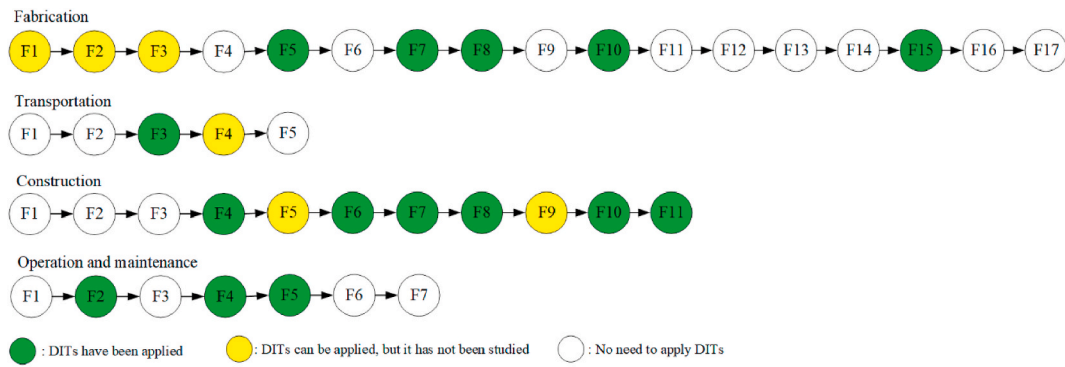 Fabrication
F1 F2 F3 F4 F5 F6 F7 F8 F9 F10 F11 F12 F13 F14 F15 F16 F17
Transportation
F1 F2 F3 F4 F5
Construction
F1 F2 F3 F4 F5 F6 F7 F8 F9 F10 F11
Operation and maintenance
F1 F2 F3 F4 F5 F6 F7
: DITs have been applied : DITs can be applied, but it has not been studied : No need to apply DITs